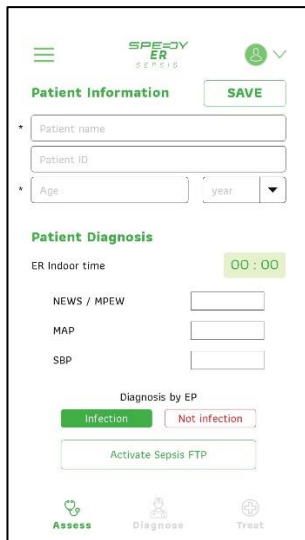 SPEEDY
ER
SEPSIS
Patient Information
SAVE
* Patient name
Patient ID
* Age
year
Patient Diagnosis
ER Indoor time
00 : 00
NEWS / MPEW
MAP
SBP
Diagnosis by EP
Infection
Not infection
Activate Sepsis FTP
Assess
Diagnose
Treat